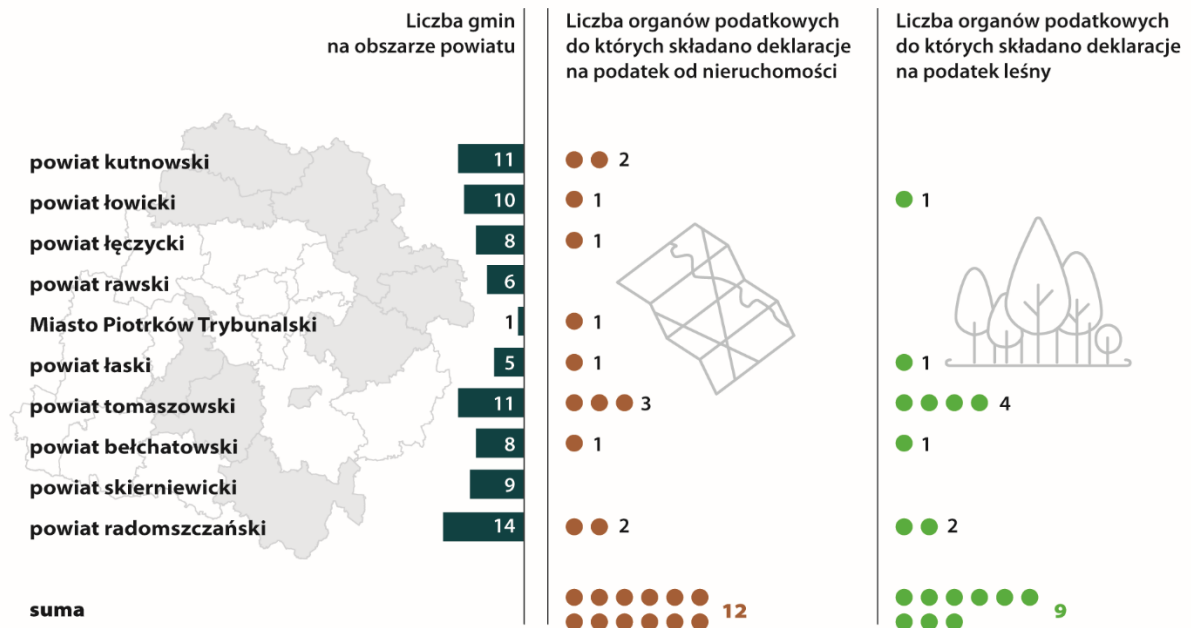 Liczba gmin
na obszarze powiatu
Liczba organów podatkowych
do których składano deklaracje
na podatek od nieruchomości
Liczba organów podatkowych
do których składano deklaracje
na podatek leśny
powiat kutnowski 11 2
powiat łowicki 10 1 1
powiat łęczycki 8 1
powiat rawski 6
Miasto Piotrków Trybunalski 1 1
powiat łaski 5 1 1
powiat tomaszowski 11 3 4
powiat bełchatowski 8 1 1
powiat skierniewicki 9
powiat radomszczański 14 2 2
suma 12 9